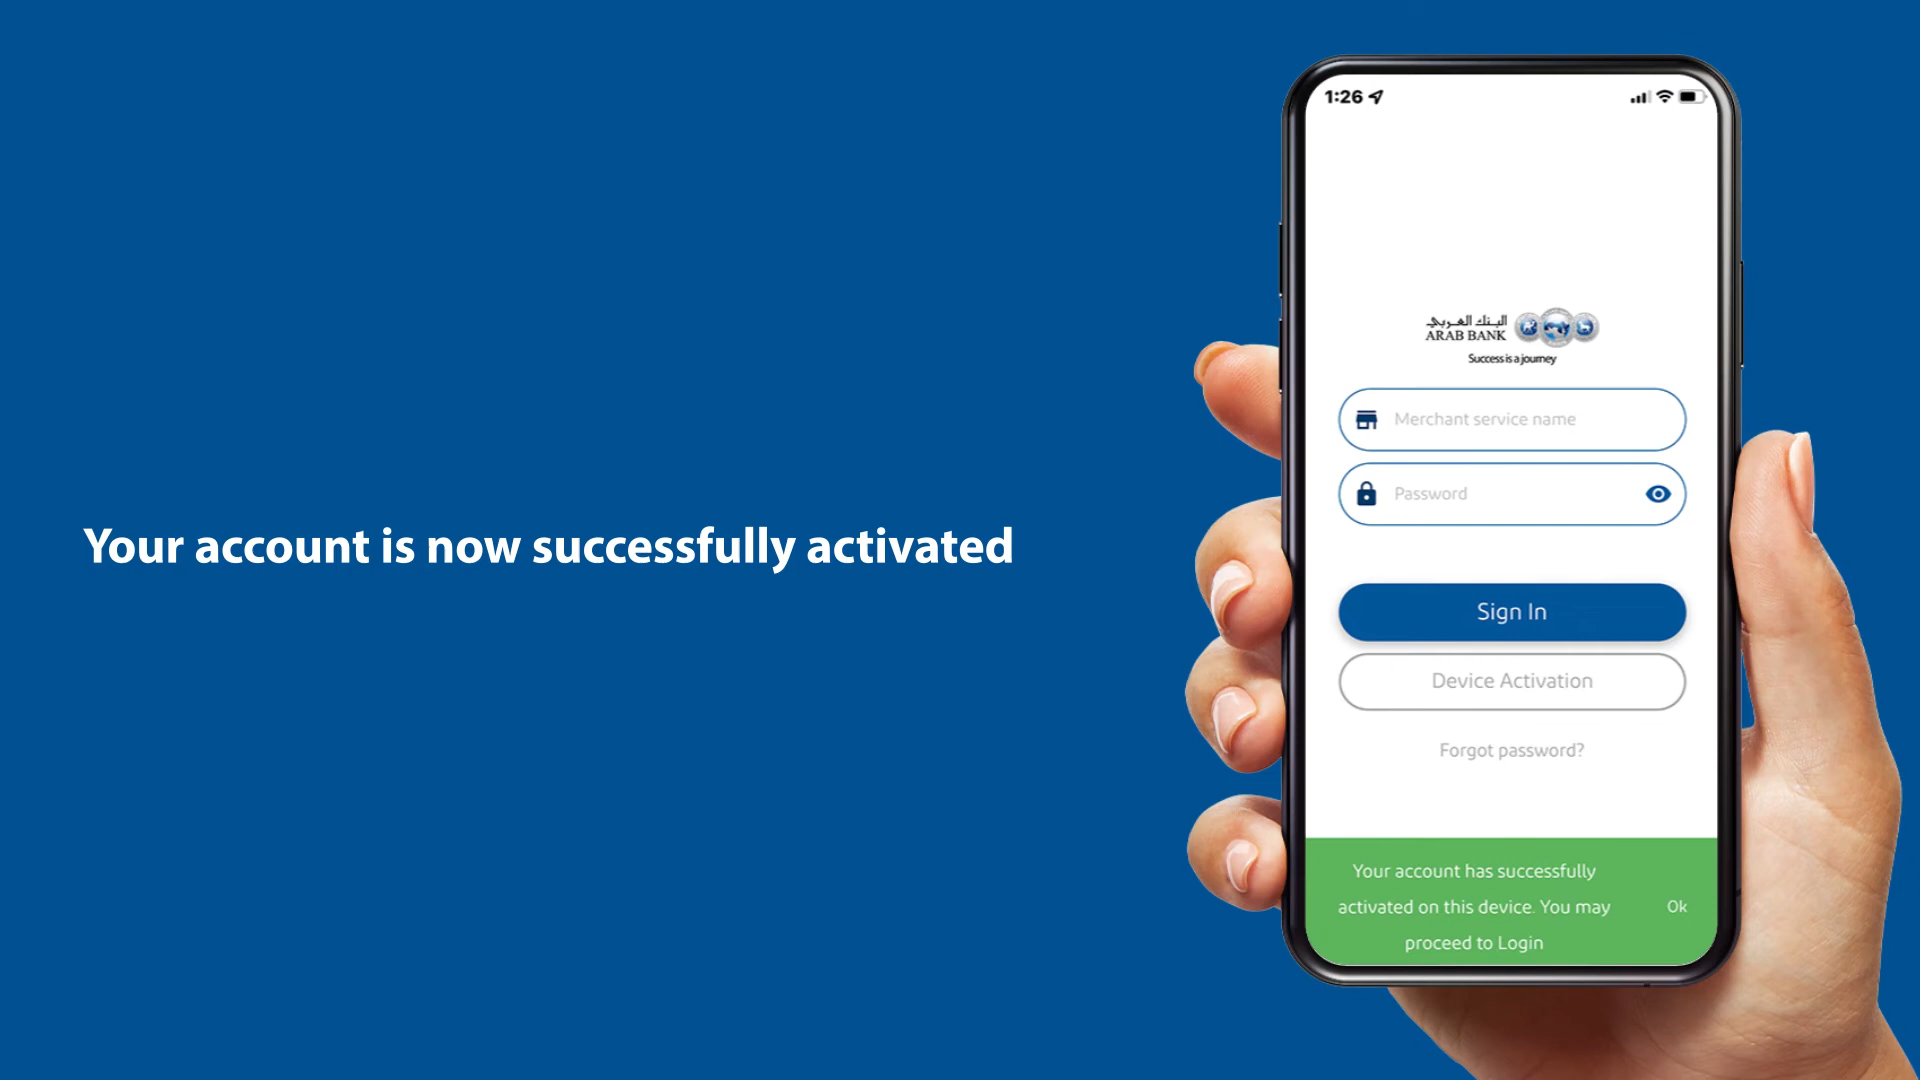 Your account is now successfully activated
1:26
البنك العربي
ARAB BANK
Success is a journey
Merchant service name
Password
Sign In
Device Activation
Forgot password?
Your account has successfully
activated on this device. You may
proceed to Login
Ok